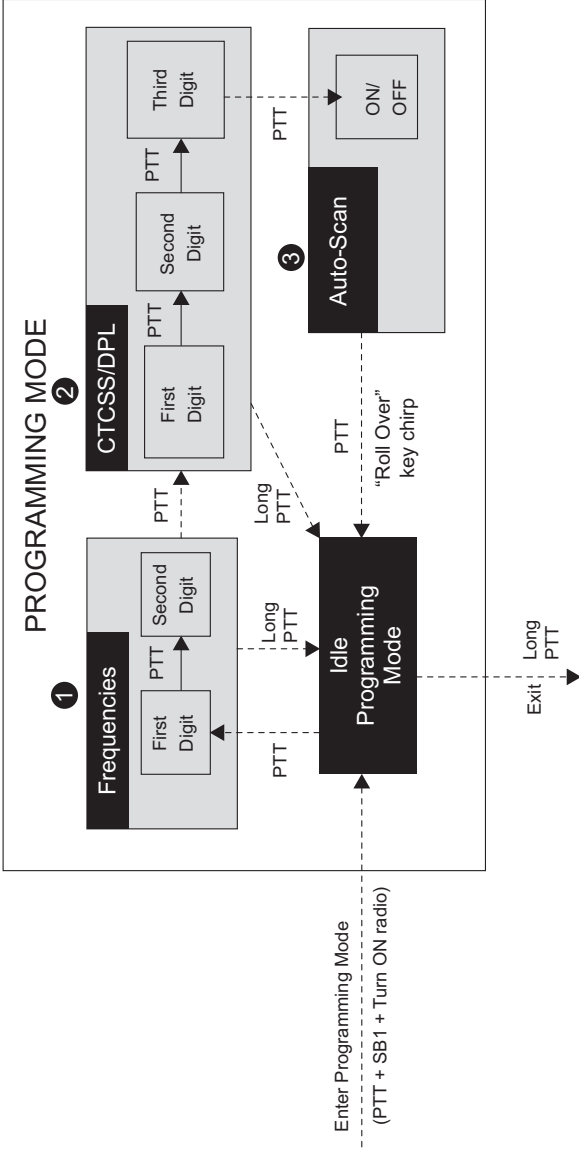 PROGRAMMING MODE
1
Frequencies
First
Digit
PTT
Second
Digit
PTT
2
CTCSS/DPL
First
Digit
PTT
Second
Digit
PTT
Third
Digit
PTT
3
Auto-Scan
ON/
OFF
PTT
"Roll Over"
key chirp
Long
PTT
Long
PTT
PTT
Idle
Programming
Mode
Enter Programming Mode
(PTT + SB1 + Turn ON radio)
Exit
Long
PTT